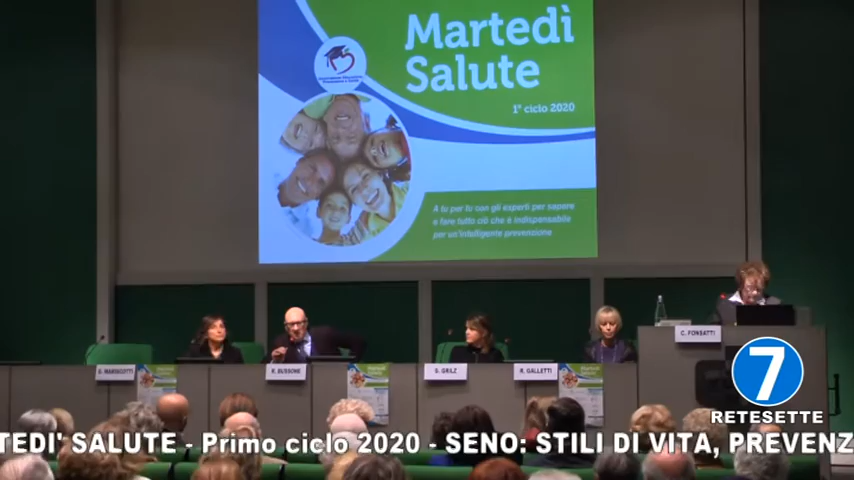 Martedì
Salute
1° ciclo 2020
A tu per tu con gli esperti per sapere
e fare tutto ciò che è indispensabile
per un'intelligente prevenzione
C. FONSATTI
G. MARIGOTTI
R. BUSSONE
S. GRILZ
R. GALLETTI
7
RETESETTE
TEDI' SALUTE - Primo ciclo 2020 - SENO: STILI DI VITA, PREVENZ